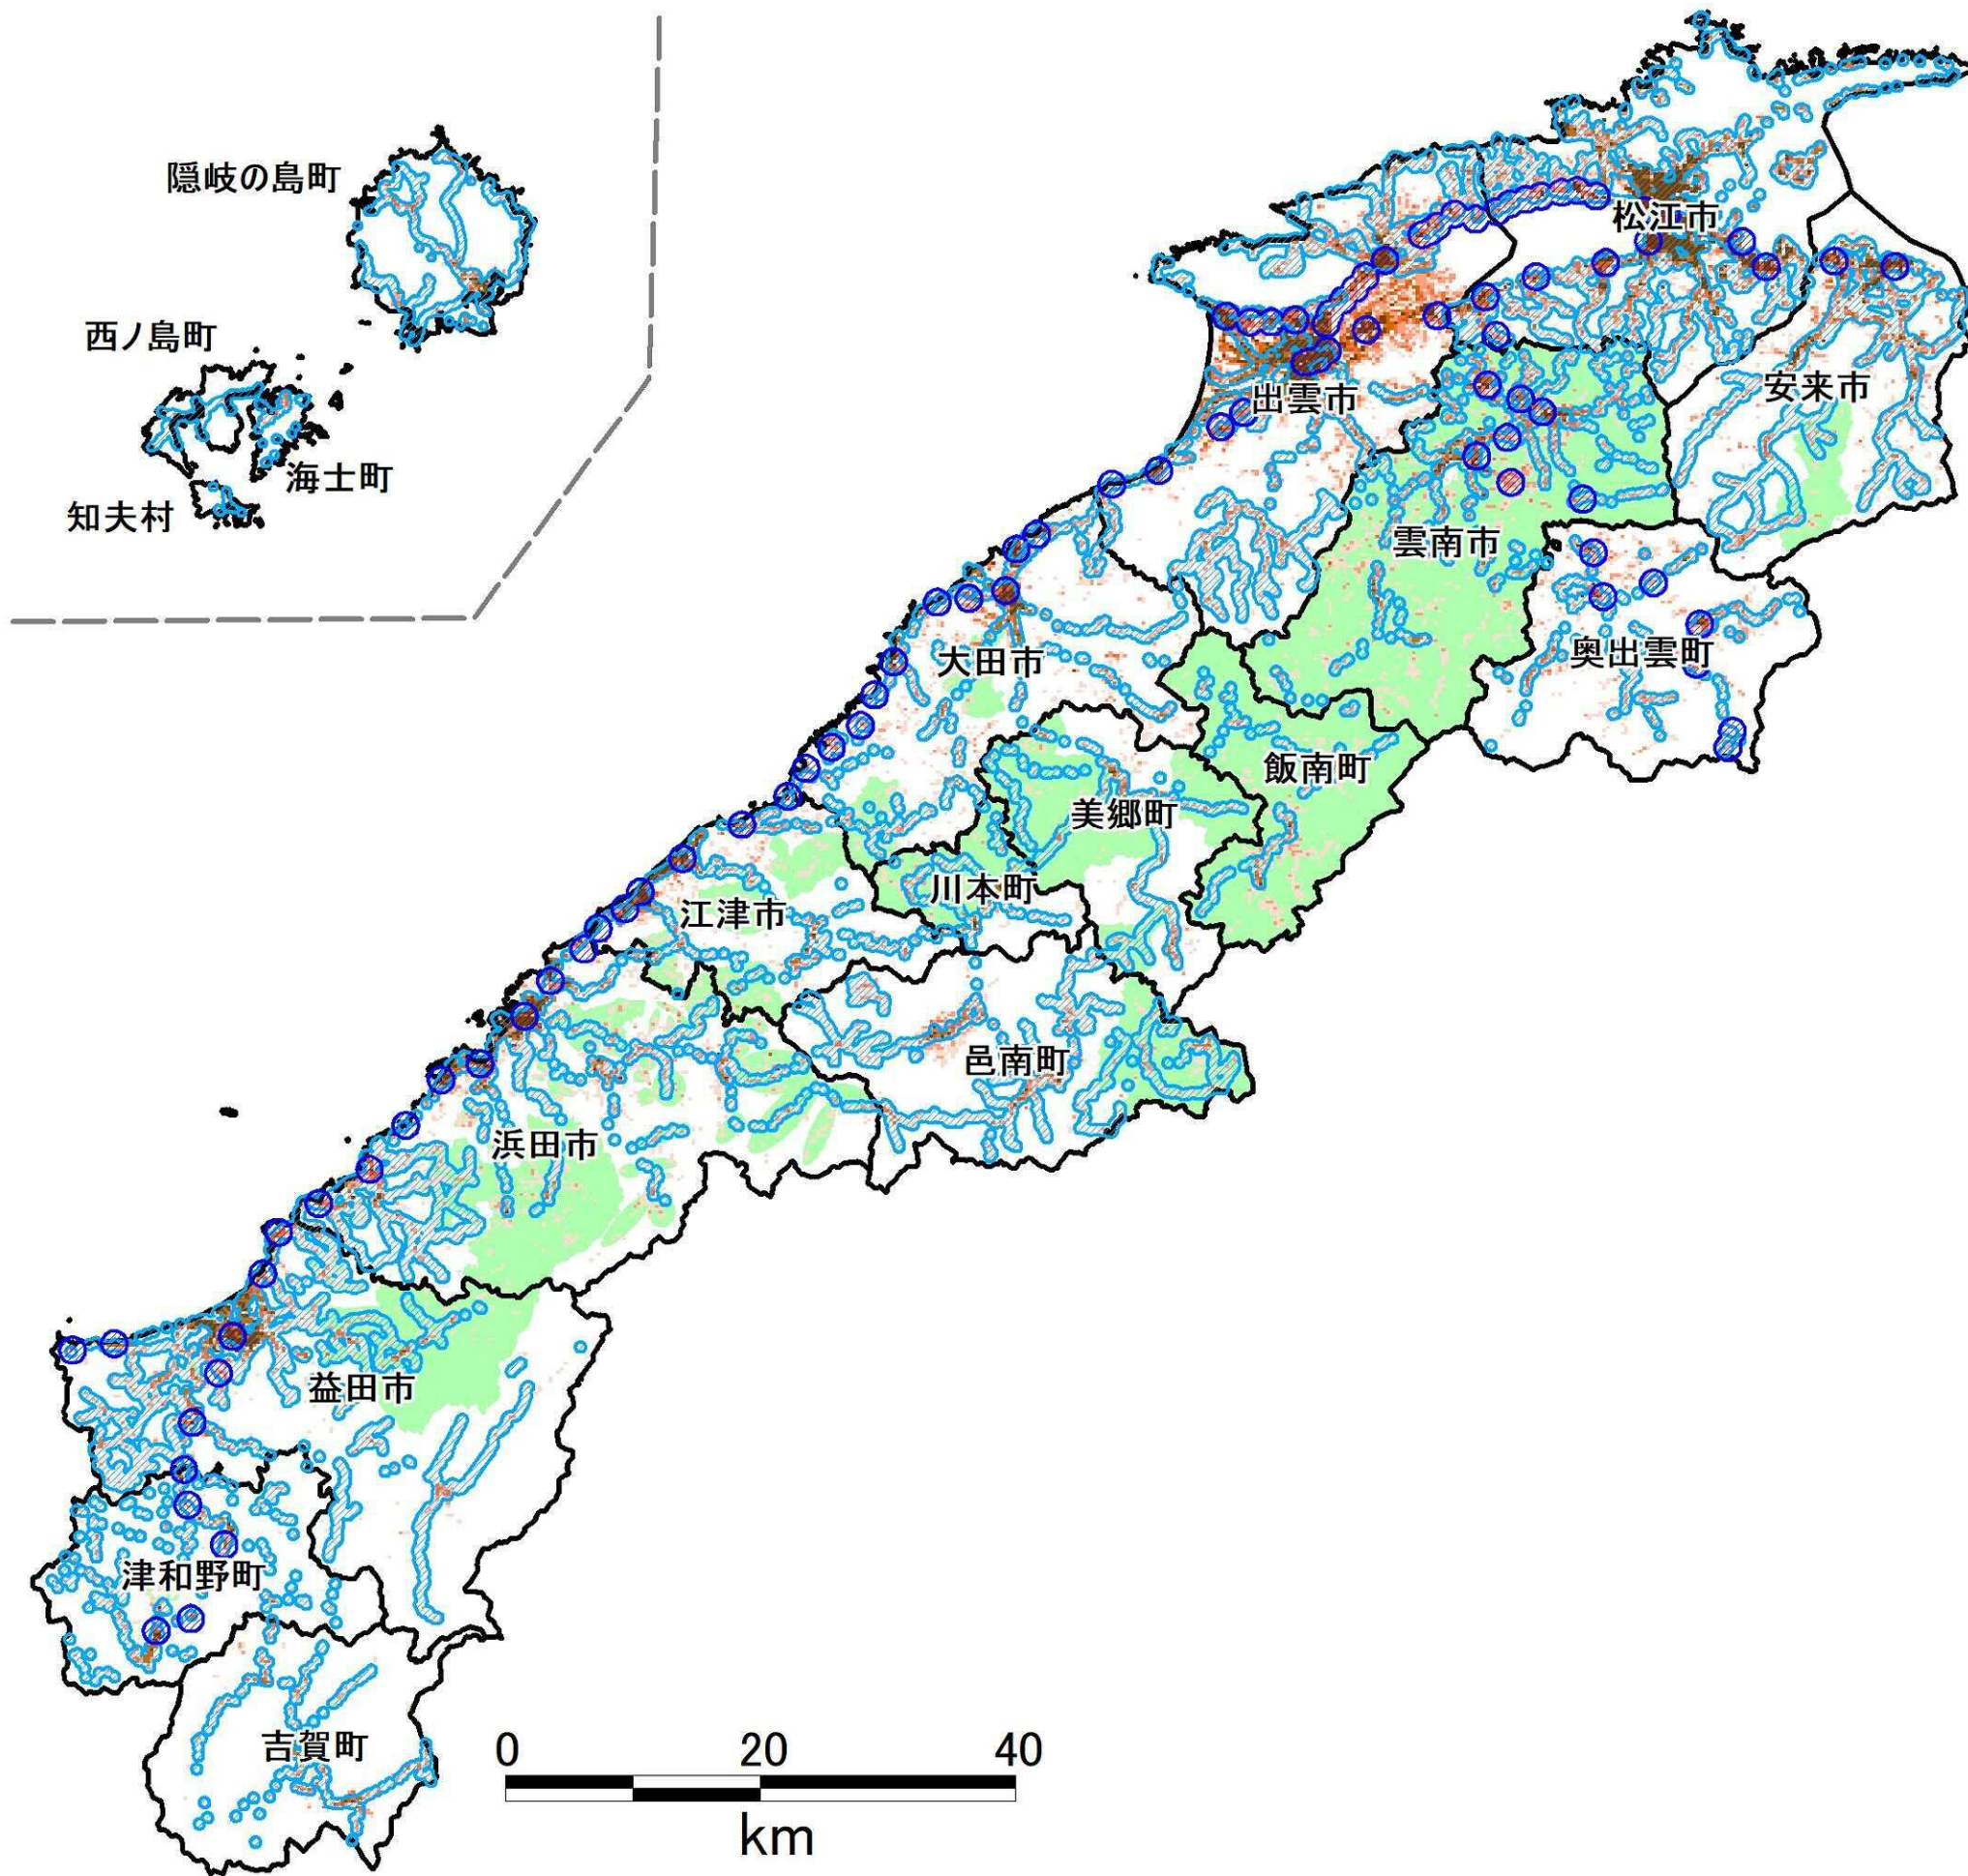 隠岐の島町
西ノ島町
海士町
知夫村
松江市
安来市
出雲市
雲南市
奥出雲町
大田市
飯南町
美郷町
川本町
江津市
邑南町
浜田市
益田市
津和野町
吉賀町
0 20 40
km